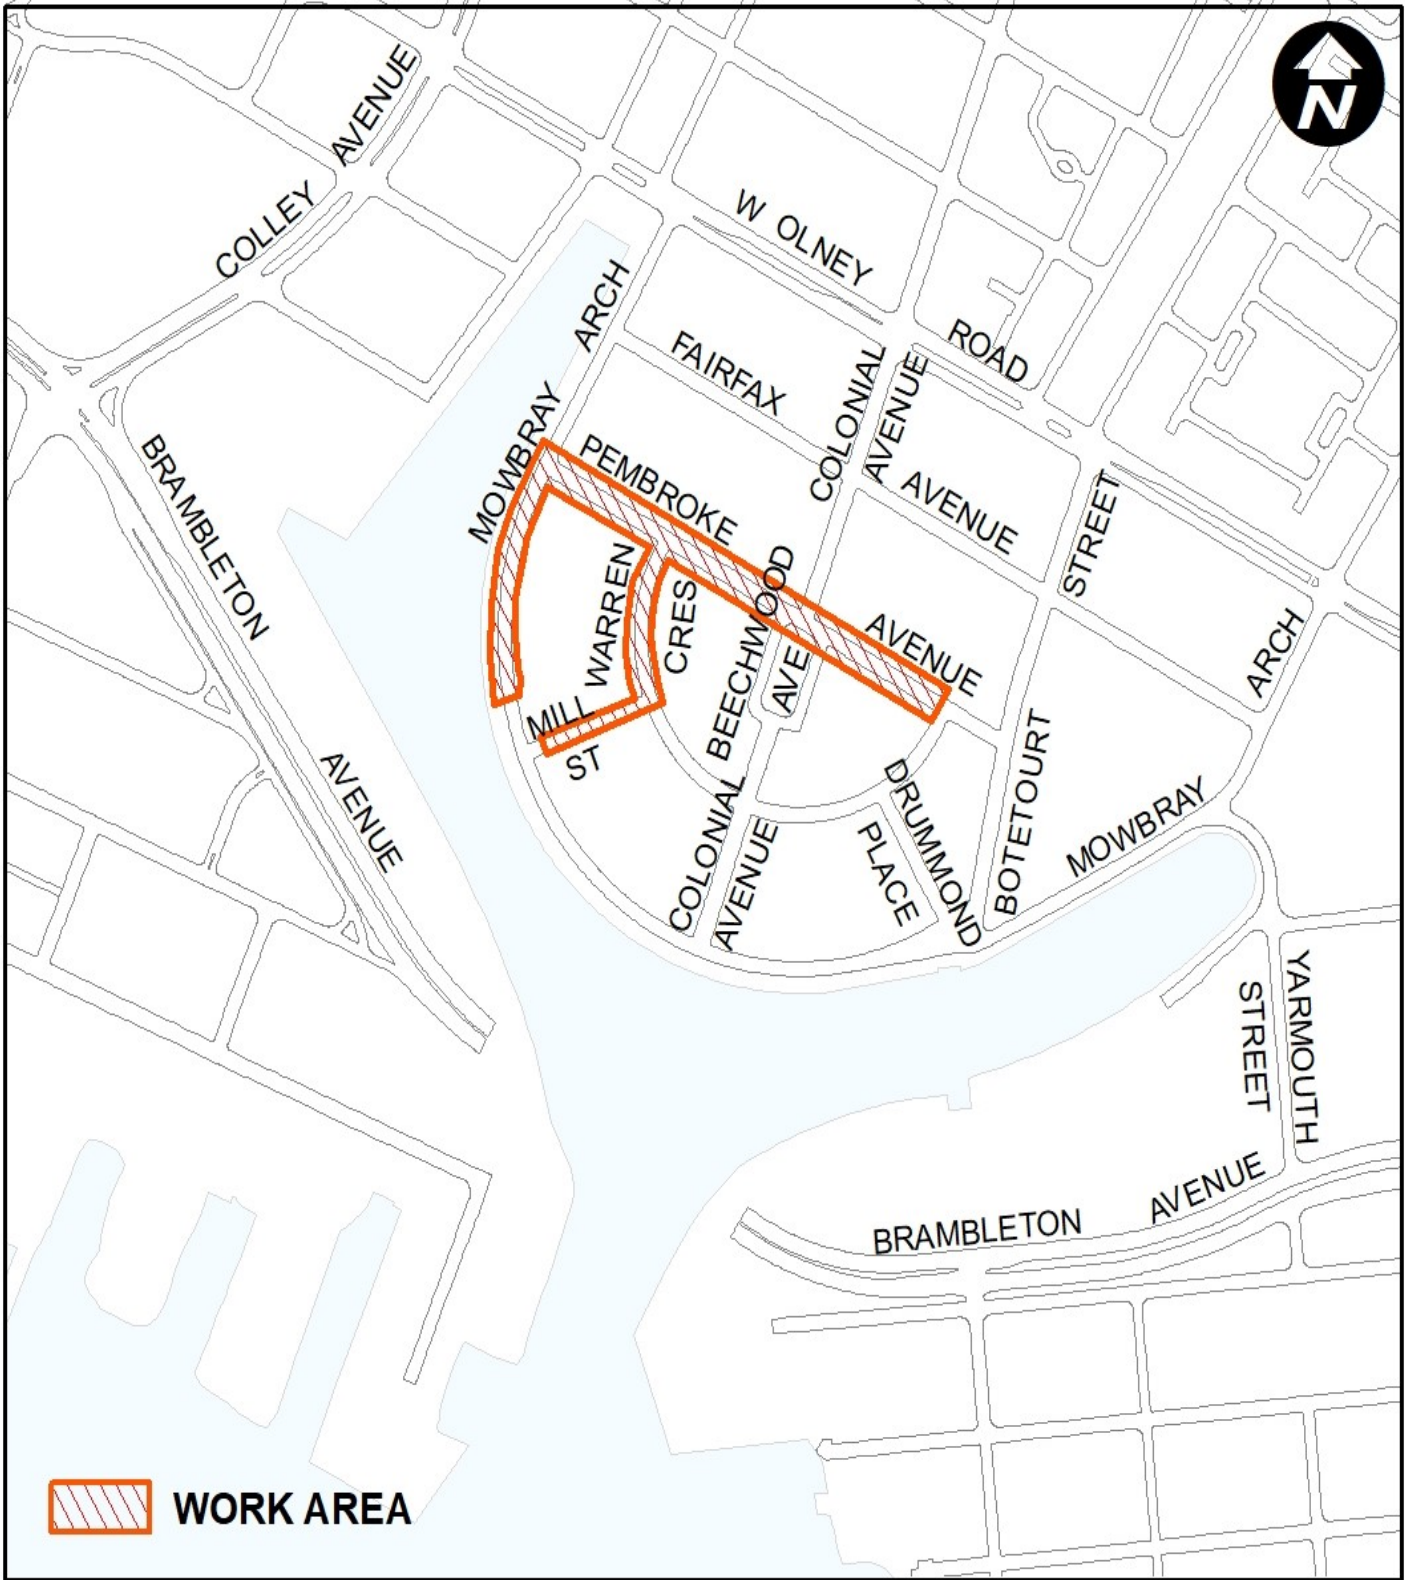 N
COLLEY
AVENUE
W OLNEY
ROAD
MOWBRAY
ARCH
FAIRFAX
AVENUE
COLONIAL
AVENUE
BRAMBLETON
AVENUE
PEMBROKE
AVENUE
STREET
WARREN
CRES
BEECHWOOD
AVE
MILL
ST
COLONIAL
AVENUE
DRUMMOND
PLACE
BOTETOURT
MOWBRAY
ARCH
YARMOUTH
STREET
BRAMBLETON
AVENUE
WORK AREA